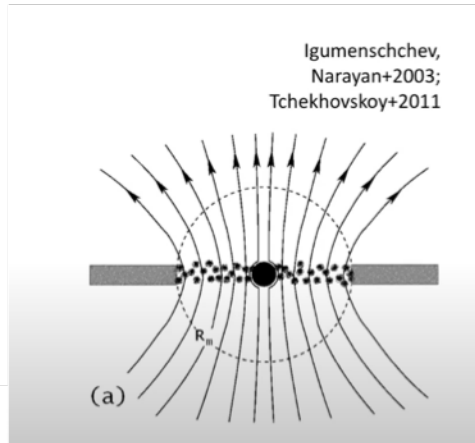 Igumenschchev,
Narayan+2003;
Tchekhovskoy+2011
R_m
(a)